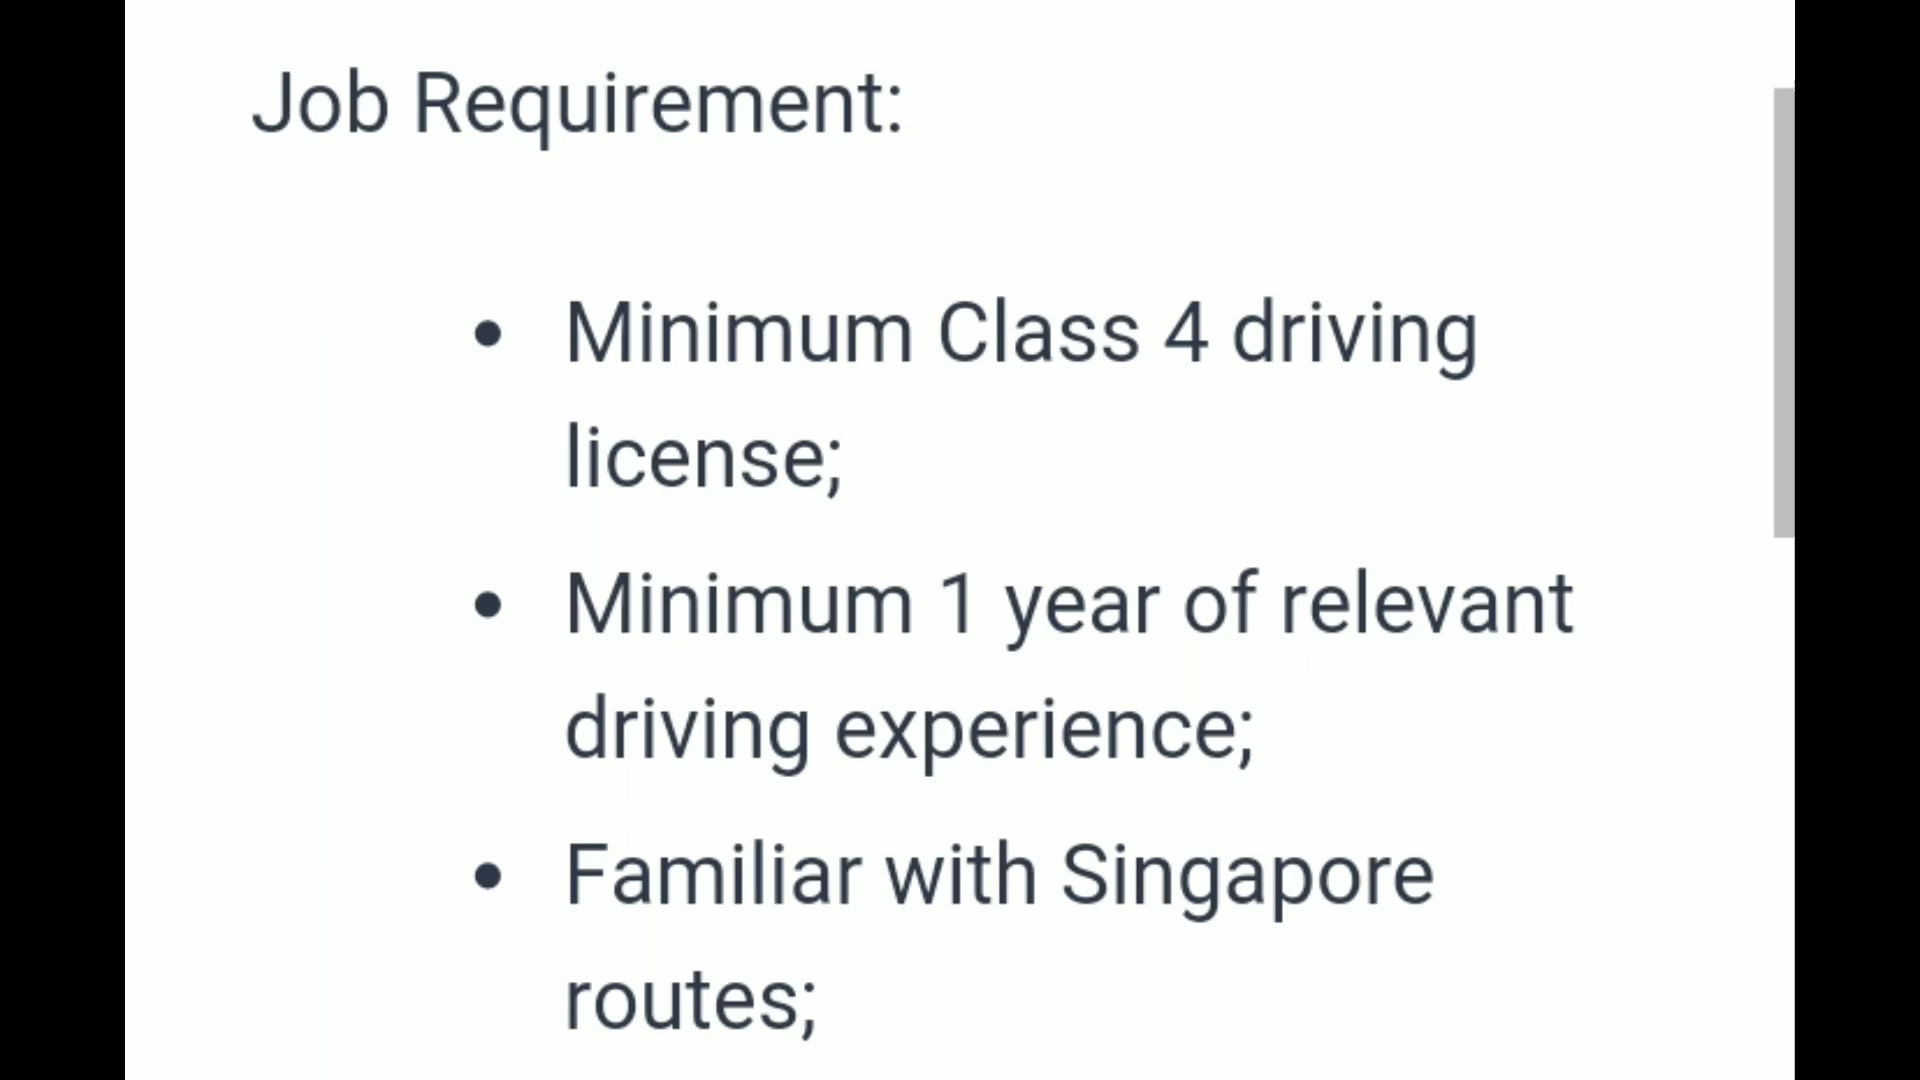 Job Requirement:
• Minimum Class 4 driving
license;
• Minimum 1 year of relevant
driving experience;
• Familiar with Singapore
routes;